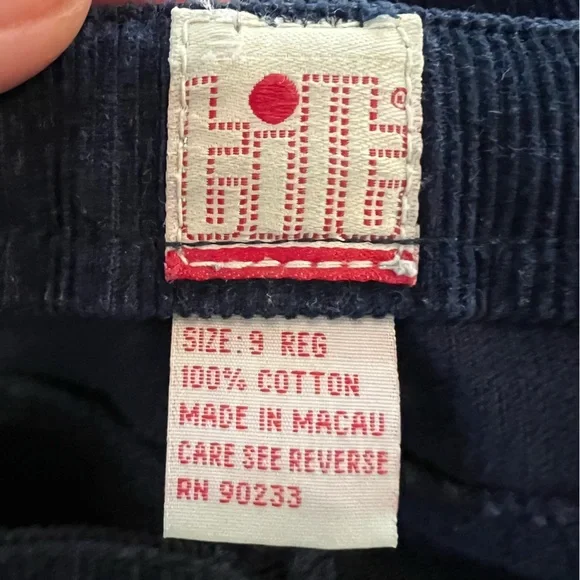 ®
SIZE: 9 REG
100% COTTON
MADE IN MACAU
CARE SEE REVERSE
RN 90233